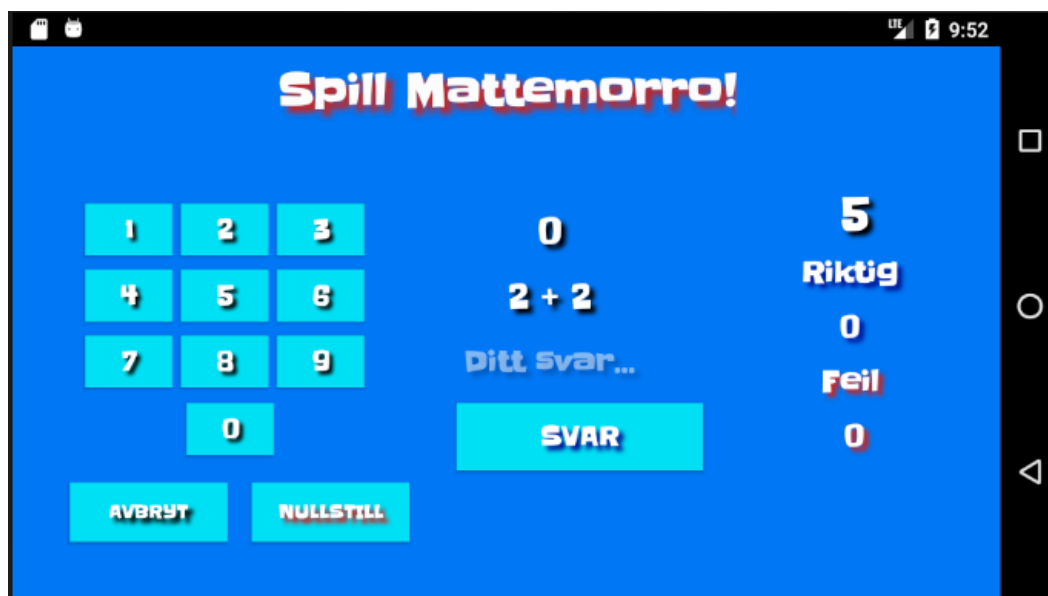 LTE 9:52
Spill Mattemorro!
1 2 3
4 5 6
7 8 9
0
AVBRYT NULLSTILL
0
2 + 2
Ditt svar...
SVAR
5
Riktig
0
Feil
0